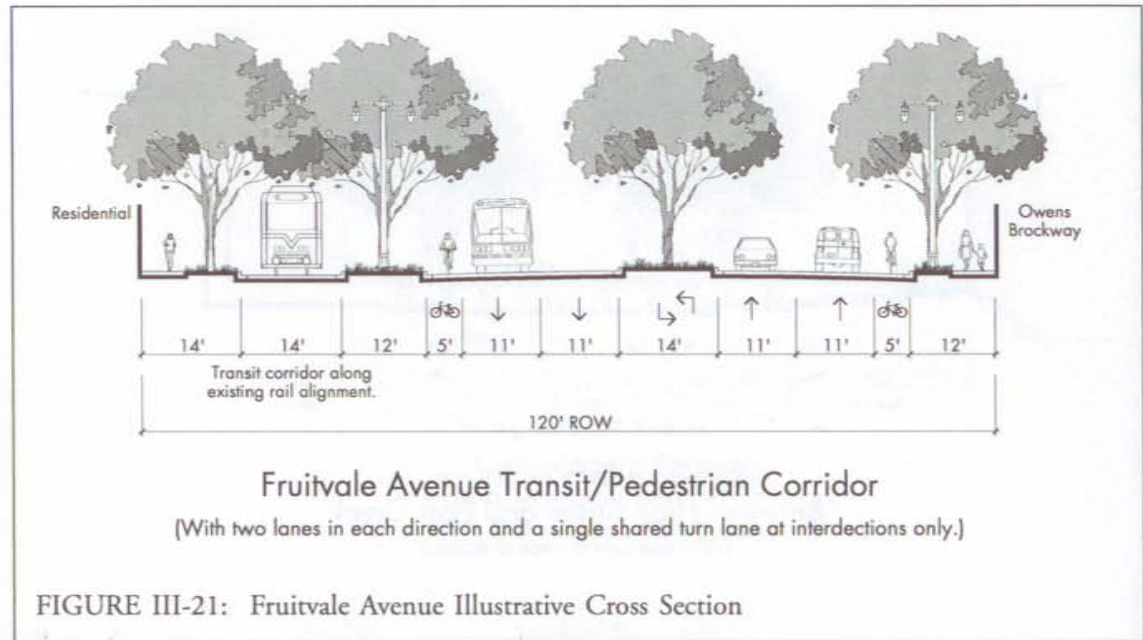 Residential
Owens
Brockway
14' 14' 12' 5' 11' 11' 14' 11' 11' 5' 12'
Transit corridor along
existing rail alignment.
120' ROW
Fruitvale Avenue Transit/Pedestrian Corridor
(With two lanes in each direction and a single shared turn lane at interdections only.)
FIGURE III-21: Fruitvale Avenue Illustrative Cross Section